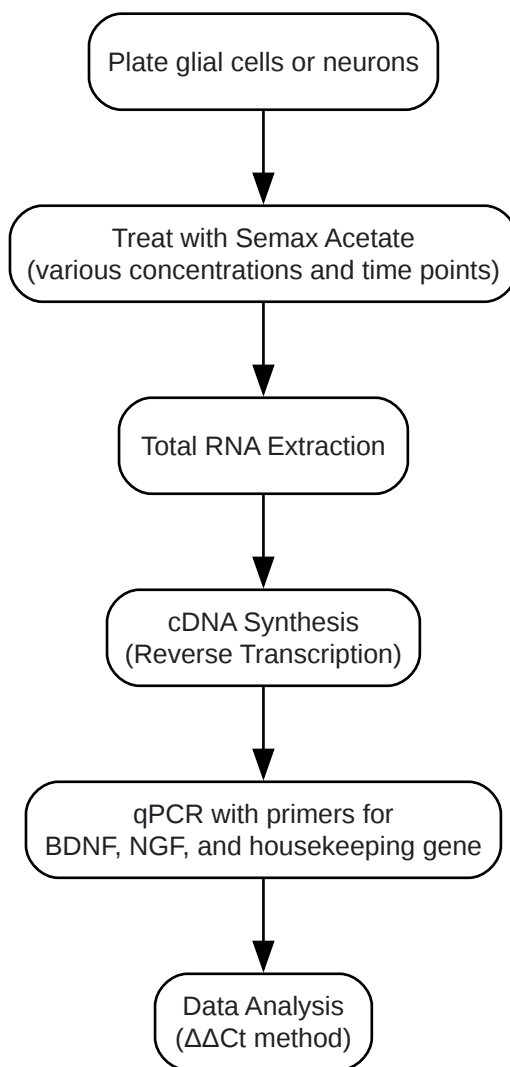 Plate glial cells or neurons
Treat with Semax Acetate
(various concentrations and time points)
Total RNA Extraction
cDNA Synthesis
(Reverse Transcription)
qPCR with primers for
BDNF, NGF, and housekeeping gene
Data Analysis
(ΔΔCt method)